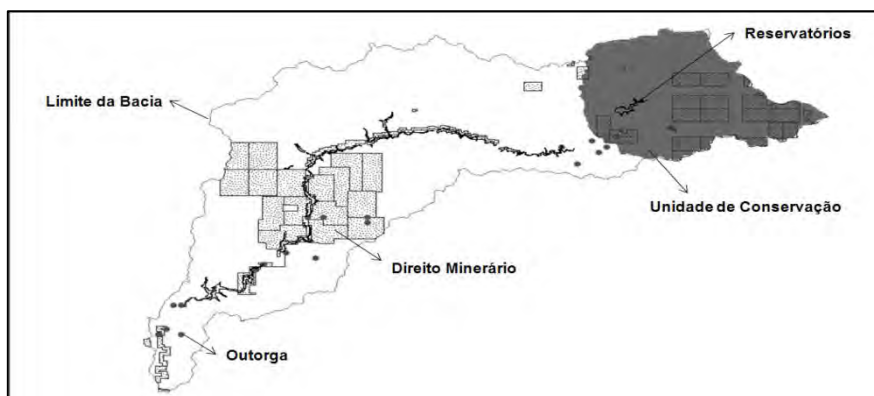 Reservatórios
Limite da Bacia
Unidade de Conservação
Direito Minerário
Outorga